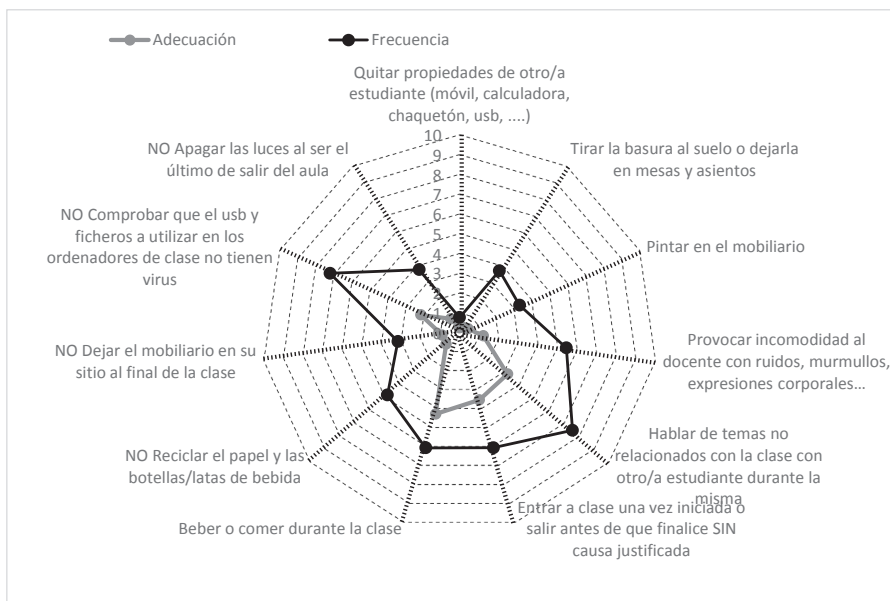 Adecuación
Frecuencia
Quitar propiedades de otro/a
estudiante (móvil, calculadora,
chaquetón, usb, ....)
Tirar la basura al suelo o dejarla
en mesas y asientos
Pintar en el mobiliario
Provocar incomodidad al
docente con ruidos, murmullos,
expresiones corporales…
Hablar de temas no
relacionados con la clase con
otro/a estudiante durante la
misma
Entrar a clase una vez iniciada o
salir antes de que finalice SIN
causa justificada
Beber o comer durante la clase
NO Reciclar el papel y las
botellas/latas de bebida
NO Dejar el mobiliario en su
sitio al final de la clase
NO Comprobar que el usb y
ficheros a utilizar en los
ordenadores de clase no tienen
virus
NO Apagar las luces al ser el
último de salir del aula
10
9
8
7
6
5
4
3
2
1
0